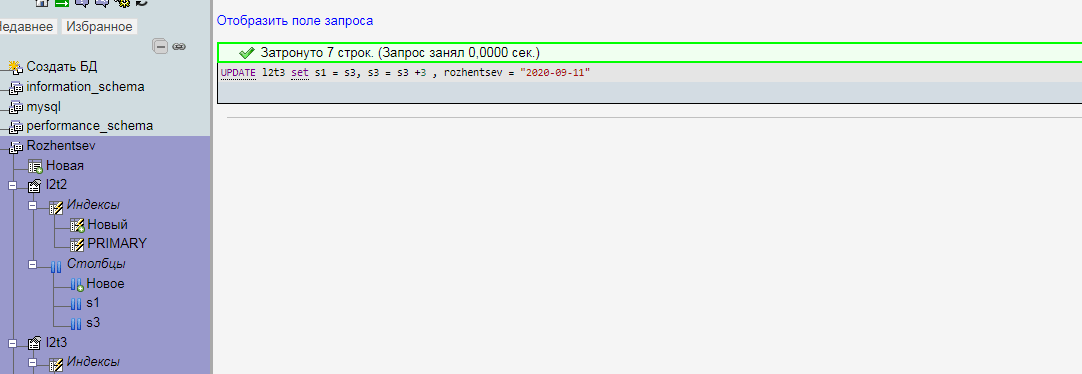 Недавнее Избранное
Создать БД
information_schema
mysql
performance_schema
Rozhentsev
Новая
l2t2
Индексы
Новый
PRIMARY
Столбцы
Новое
s1
s3
l2t3
Индексы
Отобразить поле запроса
Затронуто 7 строк. (Запрос занял 0,0000 сек.)
UPDATE l2t3 set s1 = s3, s3 = s3 +3 , rozhentsev = "2020-09-11"